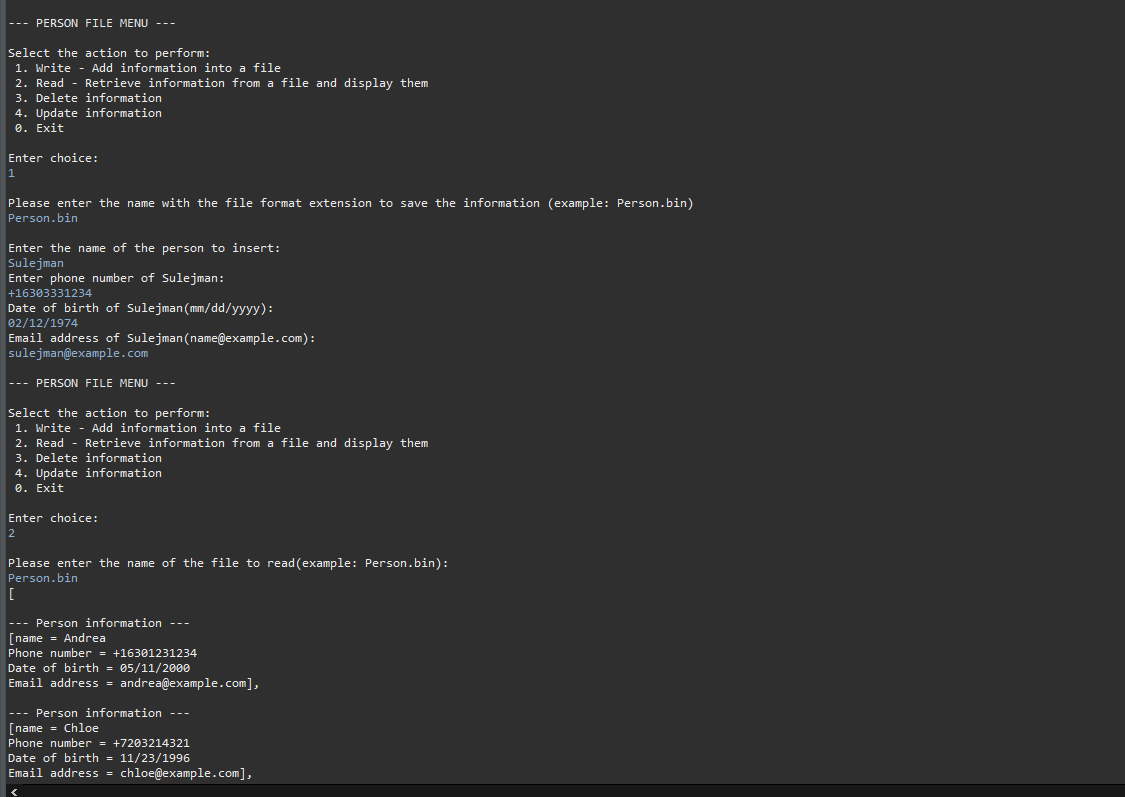 --- PERSON FILE MENU ---
Select the action to perform:
1. Write - Add information into a file
2. Read - Retrieve information from a file and display them
3. Delete information
4. Update information
0. Exit
Enter choice:
1
Please enter the name with the file format extension to save the information (example: Person.bin)
Person.bin
Enter the name of the person to insert:
Sulejman
Enter phone number of Sulejman:
+16303331234
Date of birth of Sulejman(mm/dd/yyyy):
02/12/1974
Email address of Sulejman(name@example.com):
sulejman@example.com
--- PERSON FILE MENU ---
Select the action to perform:
1. Write - Add information into a file
2. Read - Retrieve information from a file and display them
3. Delete information
4. Update information
0. Exit
Enter choice:
2
Please enter the name of the file to read(example: Person.bin):
Person.bin
[
--- Person information ---
[name = Andrea
Phone number = +16301231234
Date of birth = 05/11/2000
Email address = andrea@example.com],
--- Person information ---
[name = Chloe
Phone number = +7203214321
Date of birth = 11/23/1996
Email address = chloe@example.com],